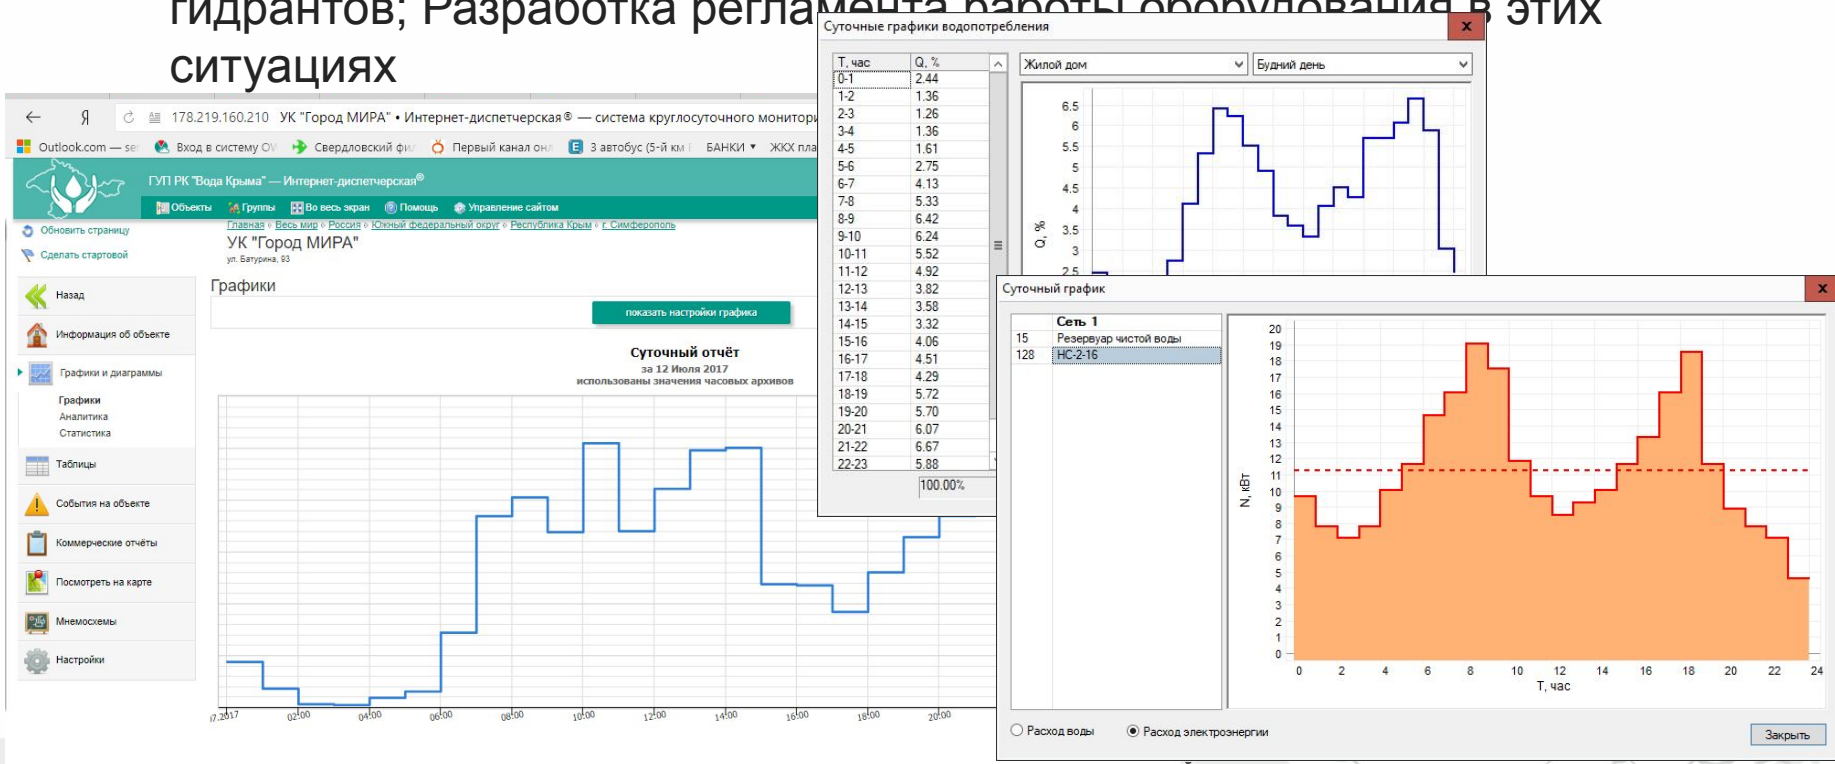 гидрантов; Разработка регламента работы оборудования в этих
ситуациях
178.219.160.210 УК "Город МИРА" • Интернет-диспетчерская® — система круглосуточного
Outlook.com — Вход в систему Свердловский Первый канал 3 автобус (5-й км БАНКИ ▾ ЖКХ
ГУП РК "Вода Крыма" — Интернет-диспетчерская®
Объекты Группы Во весь экран Помощь Управление сайтом
Обновить страницу
Сделать стартовой
Главная » Весь мир » Россия » Южный федеральный округ » Республика Крым » г. Симферополь
УК "Город МИРА"
ул. Батурина, 93
Назад
Информация об объекте
Графики и диаграммы
Графики
Аналитика
Статистика
Таблицы
События на объекте
Коммерческие отчёты
Посмотреть на карте
Мнемосхемы
Настройки
Графики
показать настройки графика
Суточный отчёт
за 12 Июля 2017
использованы значения часовых архивов
7.2017 02:00 04:00 06:00 08:00 10:00 12:00 14:00 16:00 18:00 20:00
Суточные графики водопотребления x
T, час Q, %
0-1 2.44
1-2 1.36
2-3 1.26
3-4 1.36
4-5 1.61
5-6 2.75
6-7 4.13
7-8 5.33
8-9 6.42
9-10 6.24
10-11 5.52
11-12 4.92
12-13 3.82
13-14 3.58
14-15 3.32
15-16 4.06
16-17 4.51
17-18 4.29
18-19 5.72
19-20 5.70
20-21 6.07
21-22 6.67
22-23 5.88
100.00%
Жилой дом Будний день
6.5
6
5.5
5
4.5
4
3.5
3
2.5
Q, %
Суточный график x
Сеть 1
15 Резервуар чистой воды
128 НС-2-16
20
19
18
17
16
15
14
13
12
11
10
9
8
7
6
5
4
3
2
1
0
N, кВт
0 2 4 6 8 10 12 14 16 18 20 22 24
T, час
Расход воды Расход электроэнергии
Закрыть